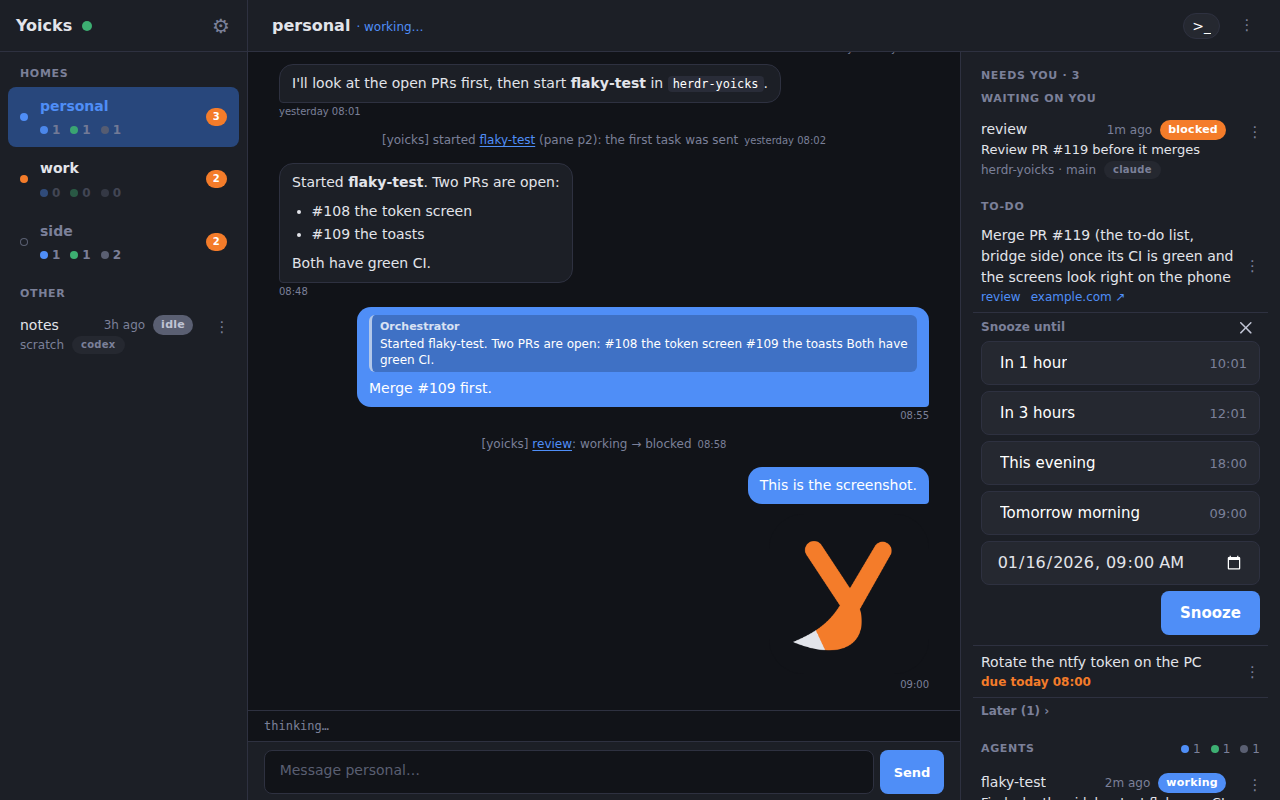 Yoicks
HOMES
personal
1 1 1
3
work
0 0 0
2
side
1 1 2
2
OTHER
notes 3h ago idle
scratch codex
personal · working…
>_
I'll look at the open PRs first, then start flaky-test in herdr-yoicks.
yesterday 08:01
[yoicks] started flaky-test (pane p2): the first task was sent yesterday 08:02
Started flaky-test. Two PRs are open:
• #108 the token screen
• #109 the toasts
Both have green CI.
08:48
Orchestrator
Started flaky-test. Two PRs are open: #108 the token screen #109 the toasts Both have
green CI.
Merge #109 first.
08:55
[yoicks] review: working → blocked 08:58
This is the screenshot.
09:00
thinking…
Message personal…
Send
NEEDS YOU · 3
WAITING ON YOU
review 1m ago blocked
Review PR #119 before it merges
herdr-yoicks · main claude
TO-DO
Merge PR #119 (the to-do list,
bridge side) once its CI is green and
the screens look right on the phone
review example.com ↗
Snooze until
In 1 hour 10:01
In 3 hours 12:01
This evening 18:00
Tomorrow morning 09:00
01/16/2026, 09:00 AM
Snooze
Rotate the ntfy token on the PC
due today 08:00
Later (1) ›
AGENTS 1 1 1
flaky-test 2m ago working